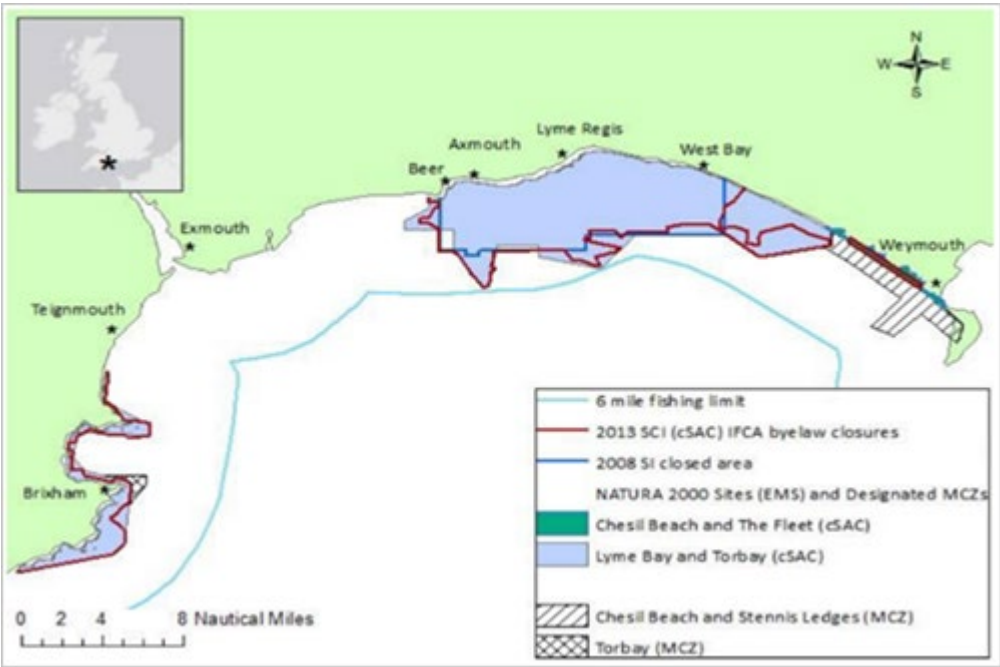 N
W E
S
Lyme Regis
Axmouth
West Bay
Beer
Exmouth
Weymouth
Teignmouth
Brixham
6 mile fishing limit
2013 SCI (cSAC) IFCA byelaw closures
2008 SI closed area
NATURA 2000 Sites (EMS) and Designated MCZs
Chesil Beach and The Fleet (cSAC)
Lyme Bay and Torbay (cSAC)
Chesil Beach and Stennis Ledges (MCZ)
Torbay (MCZ)
0 2 4 8 Nautical Miles